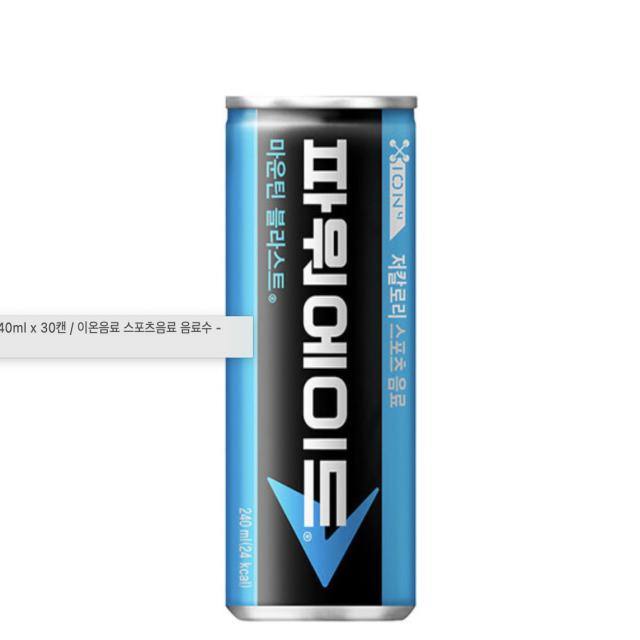 파워에이드®
마운틴 블라스트®
ION4
저칼로리 스포츠 음료
240 ml(24 kcal)
40ml x 30캔 / 이온음료 스포츠음료 음료수 -